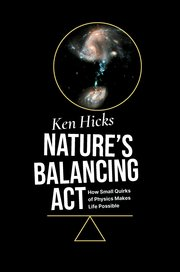 Ken Hicks
NATURE'S
BALANCING
ACT
How Small Quirks
of Physics Makes
Life Possible